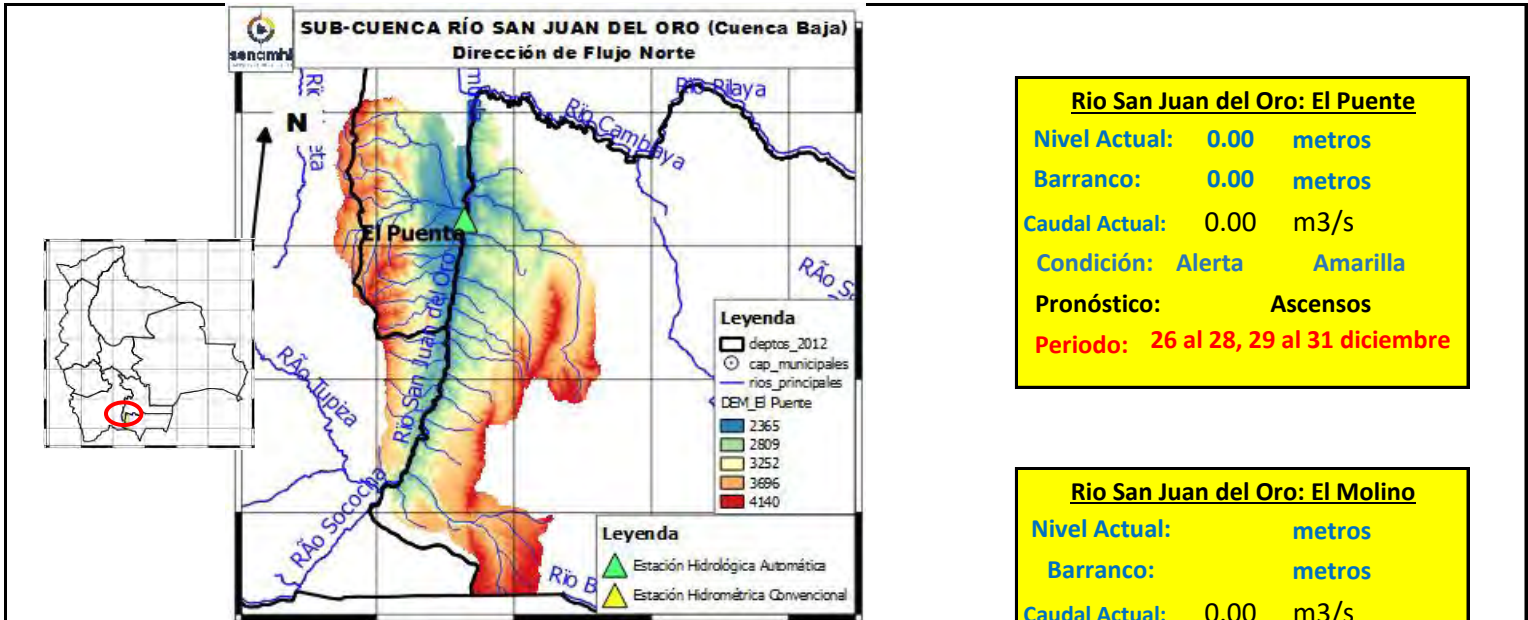 senamhi
SUB-CUENCA RÍO SAN JUAN DEL ORO (Cuenca Baja)
Dirección de Flujo Norte
N
Rïo Pilaya
Rïo Camblaya
El Puente
Rïo San Juan del Oro
RÃo S
RÃo Tupiza
RÃo Sococha
Rïo B
Leyenda
deptos_2012
cap_municipales
rios_principales
DEM_El Puente
2365
2809
3252
3696
4140
Leyenda
Estación Hidrológica Automática
Estación Hidrométrica Convencional
Rio San Juan del Oro: El Puente
Nivel Actual: 0.00 metros
Barranco: 0.00 metros
Caudal Actual: 0.00 m3/s
Condición: Alerta Amarilla
Pronóstico: Ascensos
Periodo: 26 al 28, 29 al 31 diciembre
Rio San Juan del Oro: El Molino
Nivel Actual: metros
Barranco: metros
Caudal Actual: 0.00 m3/s